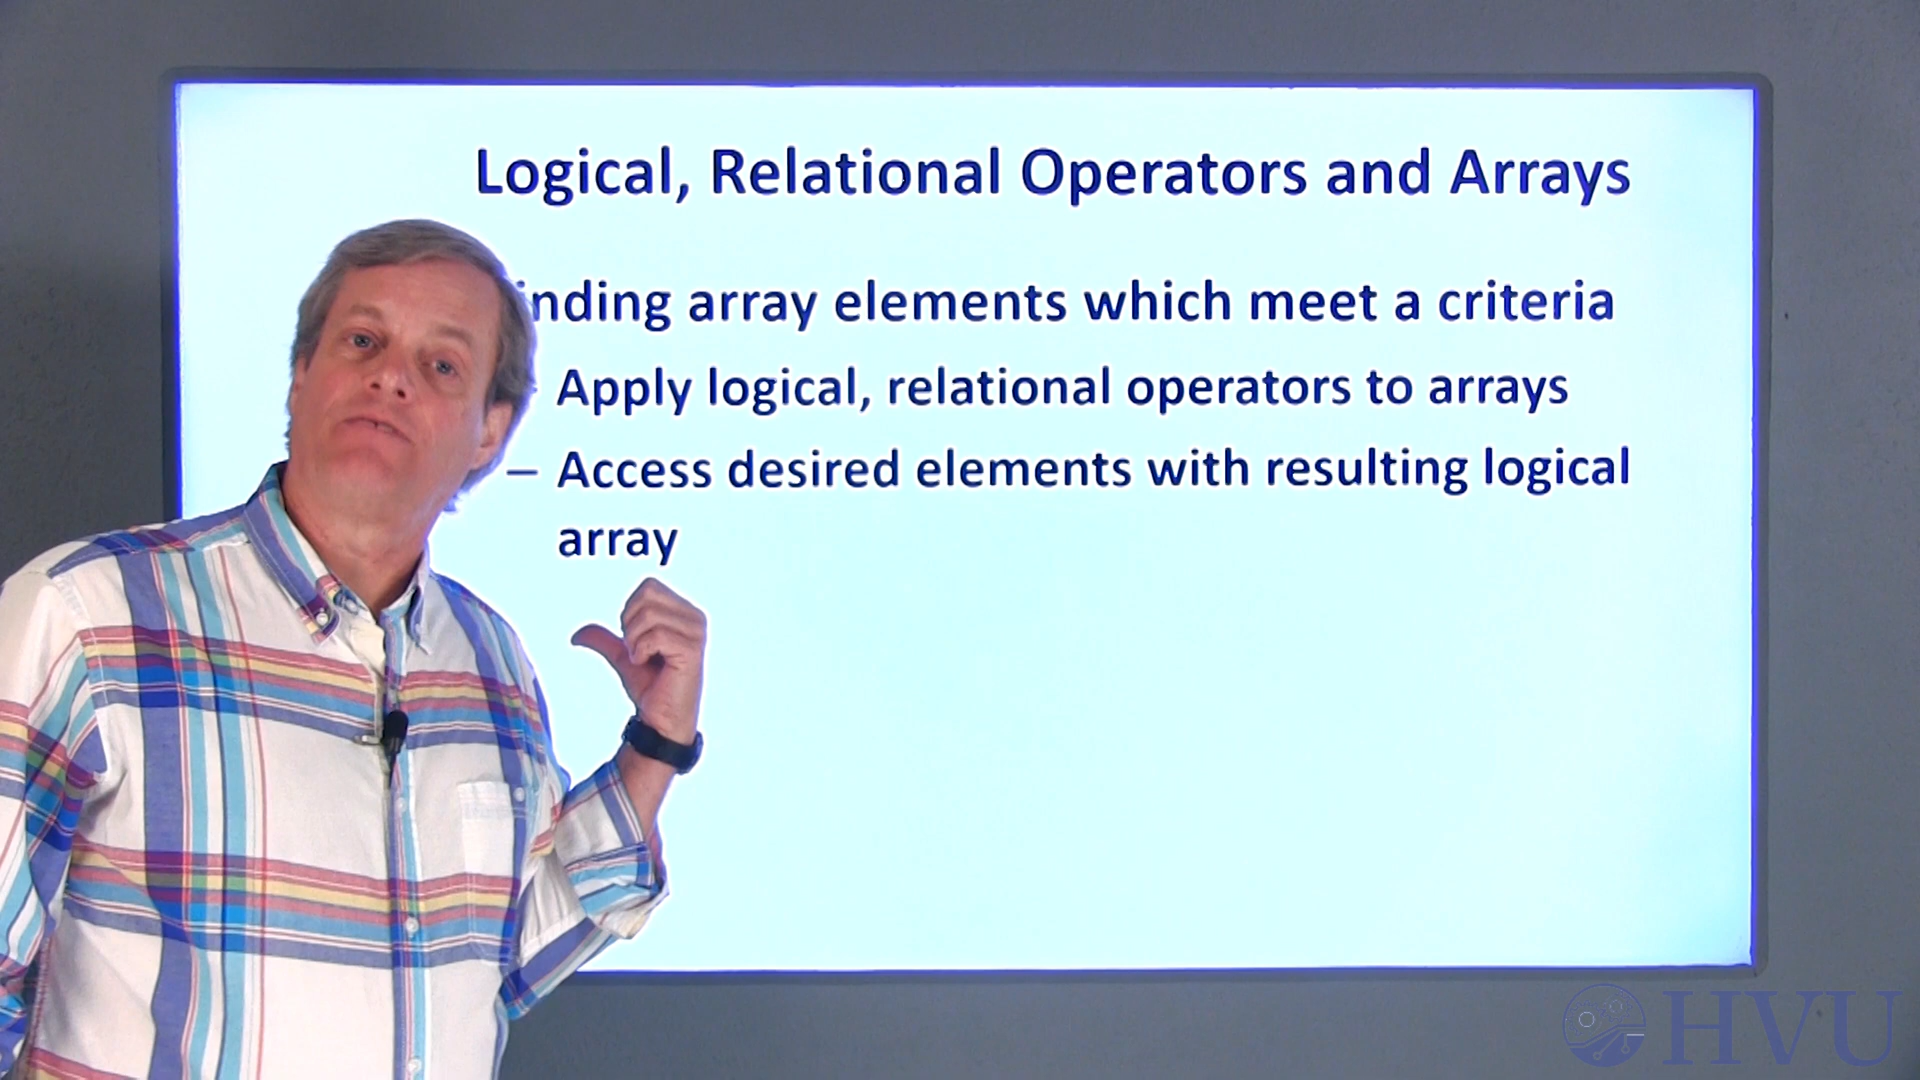 Logical, Relational Operators and Arrays
inding array elements which meet a criteria
Apply logical, relational operators to arrays
– Access desired elements with resulting logical
array
HVU